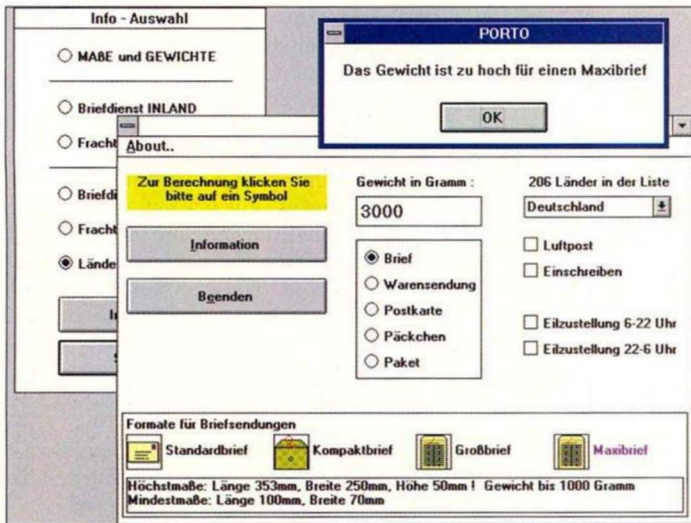 Info - Auswahl
MAßE und GEWICHTE
Briefdienst INLAND
Fracht
Briefdi
Fracht
Lände
PORTO
Das Gewicht ist zu hoch für einen Maxibrief
OK
About..
Zur Berechnung klicken Sie
bitte auf ein Symbol
Information
Beenden
Gewicht in Gramm :
3000
Brief
Warensendung
Postkarte
Päckchen
Paket
206 Länder in der Liste
Deutschland
Luftpost
Einschreiben
Eilzustellung 6-22 Uhr
Eilzustellung 22-6 Uhr
Formate für Briefsendungen
Standardbrief Kompaktbrief Großbrief Maxibrief
Höchstmaße: Länge 353mm, Breite 250mm, Höhe 50mm ! Gewicht bis 1000 Gramm
Mindestmaße: Länge 100mm, Breite 70mm